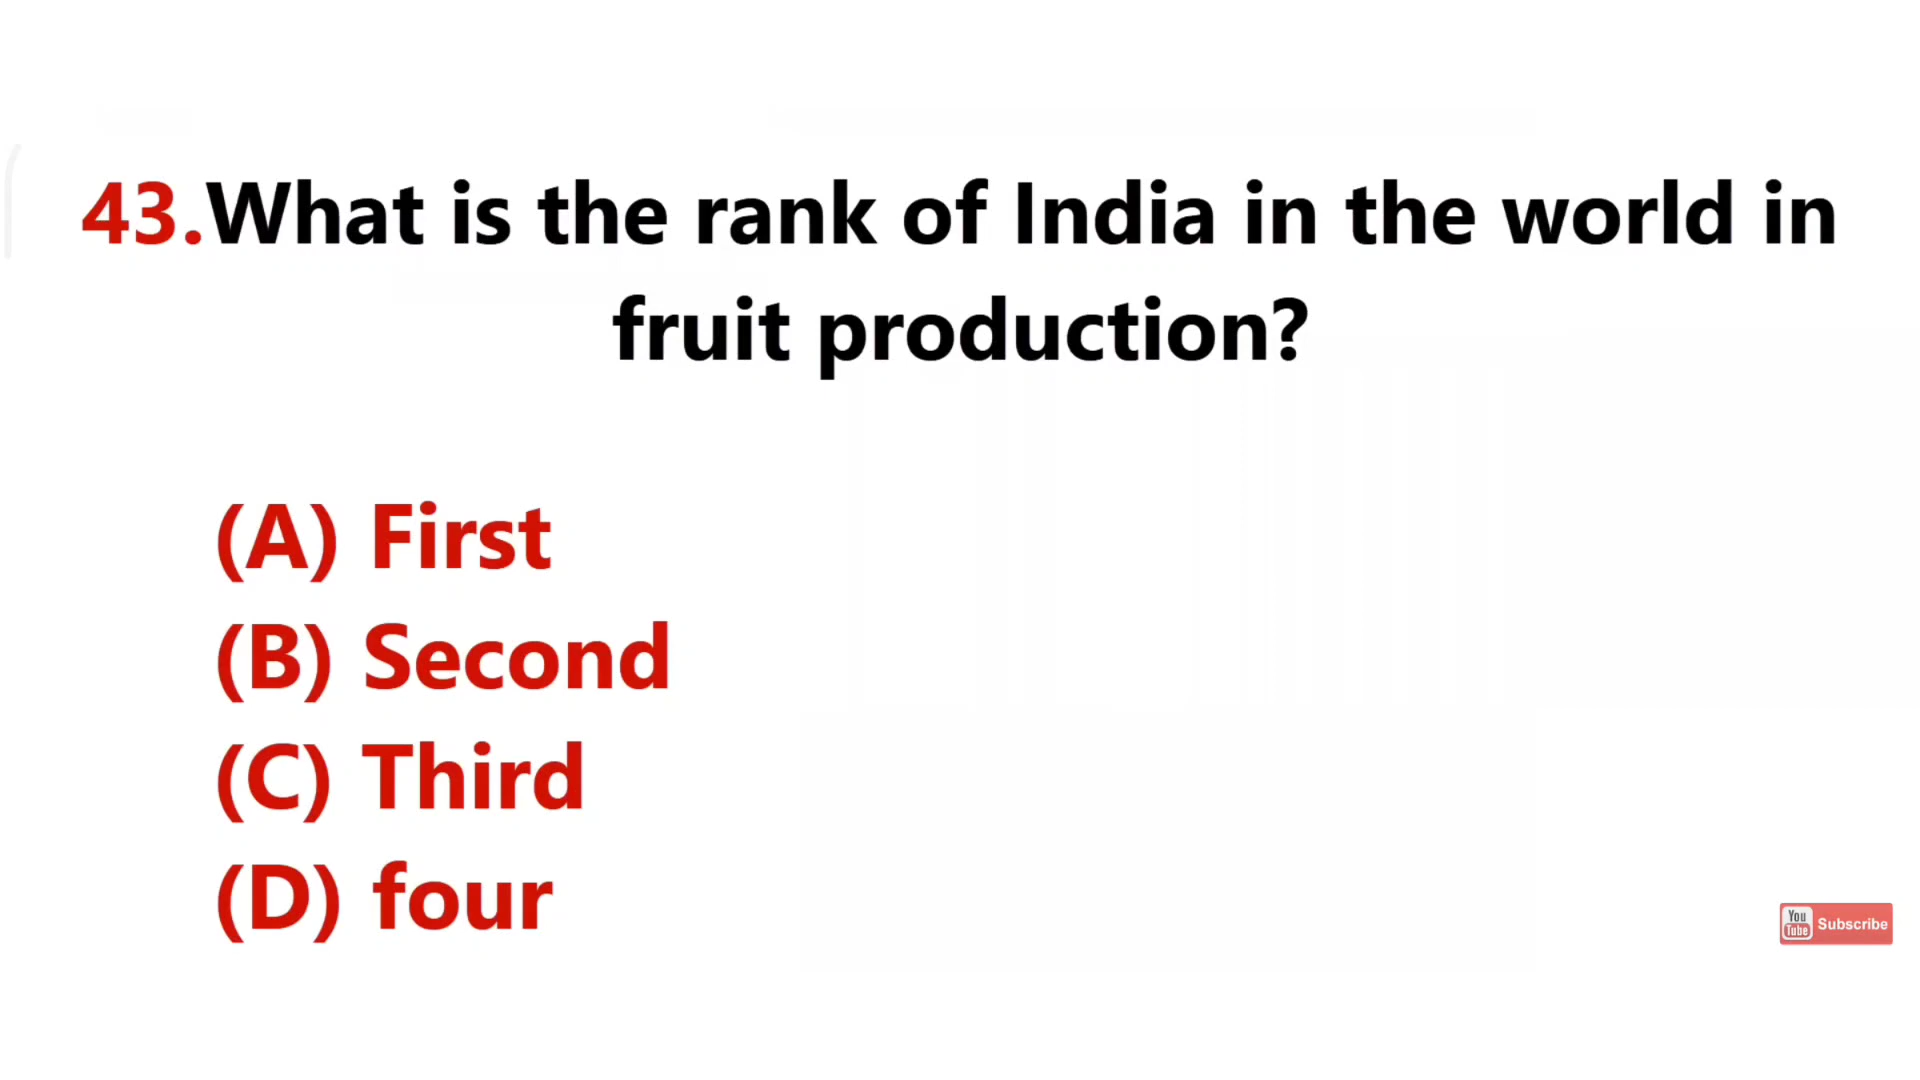 43.What is the rank of India in the world in
fruit production?
(A) First
(B) Second
(C) Third
(D) four
You
Tube
Subscribe